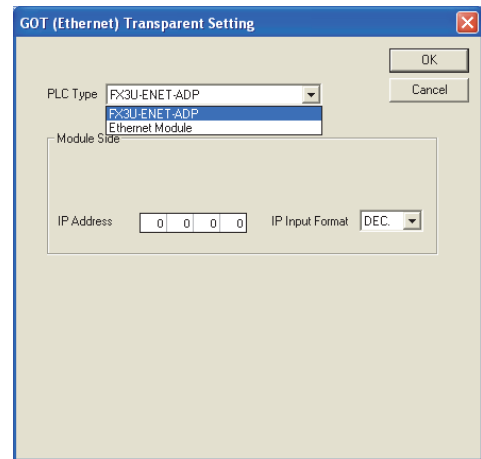 GOT (Ethernet) Transparent Setting
OK
PLC Type FX3U-ENET-ADP
Cancel
FX3U-ENET-ADP
Ethernet Module
Module Side
IP Address 0 0 0 0 IP Input Format DEC.